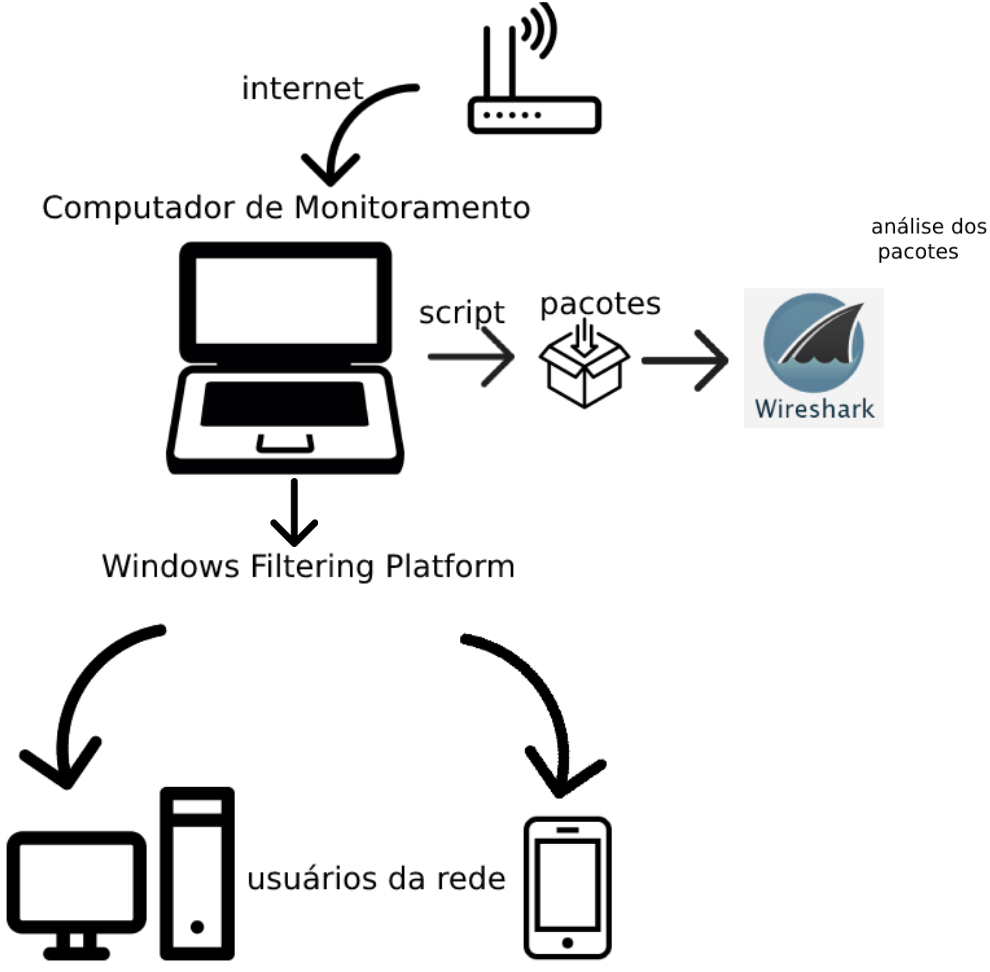 internet
Computador de Monitoramento
análise dos
pacotes
script
pacotes
Wireshark
Windows Filtering Platform
usuários da rede